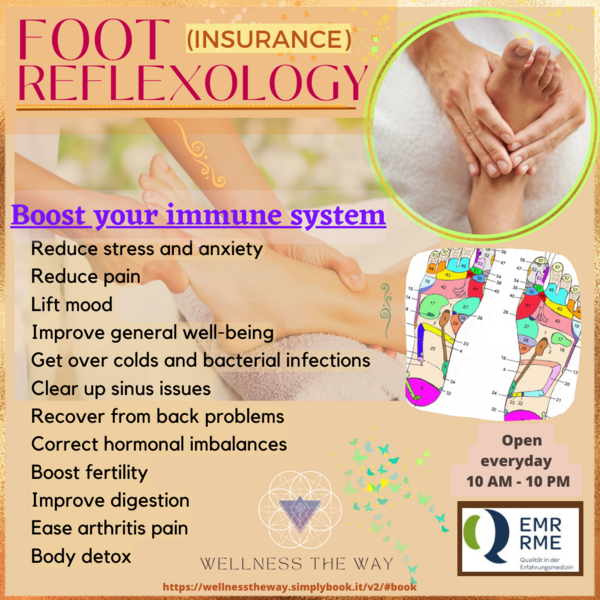 FOOT (INSURANCE)
REFLEXOLOGY
Boost your immune system
Reduce stress and anxiety
Reduce pain
Lift mood
Improve general well-being
Get over colds and bacterial infections
Clear up sinus issues
Recover from back problems
Correct hormonal imbalances
Boost fertility
Improve digestion
Ease arthritis pain
Body detox
Open
everyday
10 AM - 10 PM
EMR
RME
Qualität in der
Erfahrungsmedizin
WELLNESS THE WAY
https://wellnesstheway.simplybook.it/v2/#book